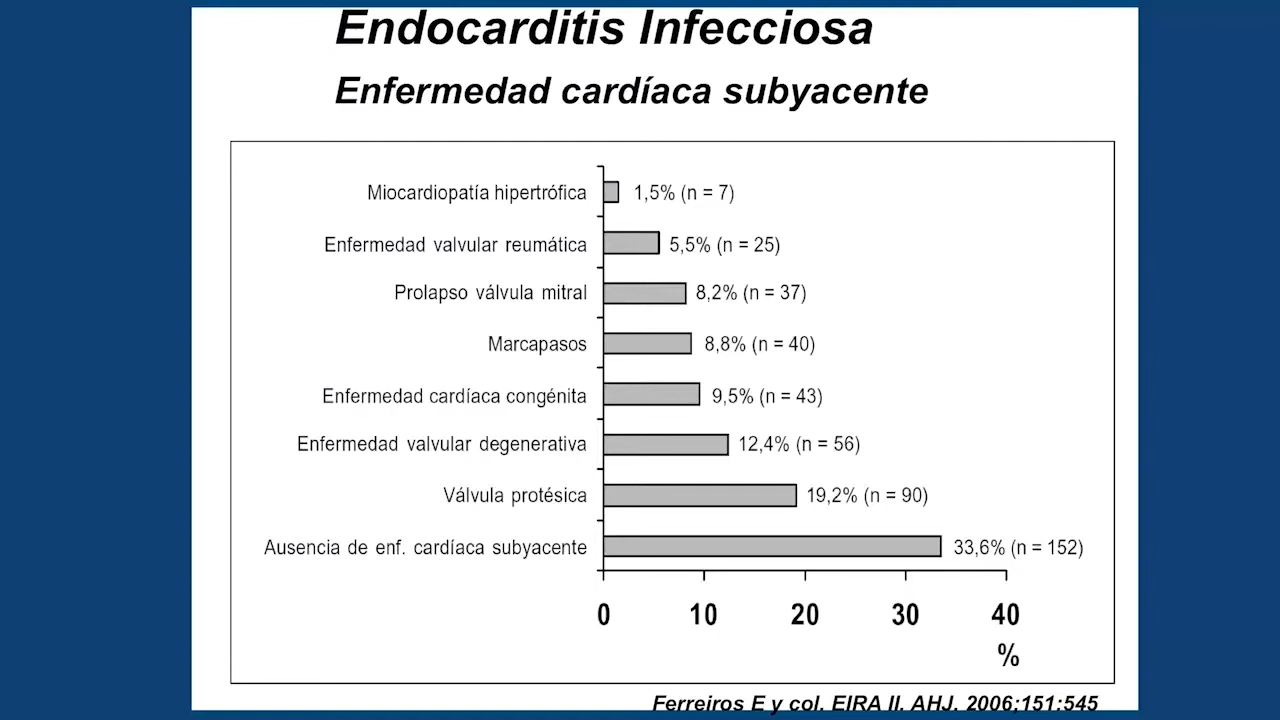 Endocarditis Infecciosa
Enfermedad cardíaca subyacente
Miocardiopatía hipertrófica 1,5% (n = 7)
Enfermedad valvular reumática 5,5% (n = 25)
Prolapso válvula mitral 8,2% (n = 37)
Marcapasos 8,8% (n = 40)
Enfermedad cardíaca congénita 9,5% (n = 43)
Enfermedad valvular degenerativa 12,4% (n = 56)
Válvula protésica 19,2% (n = 90)
Ausencia de enf. cardíaca subyacente 33,6% (n = 152)
0 10 20 30 40
%
Ferreiros E y col. EIRA II. AHJ. 2006;151:545